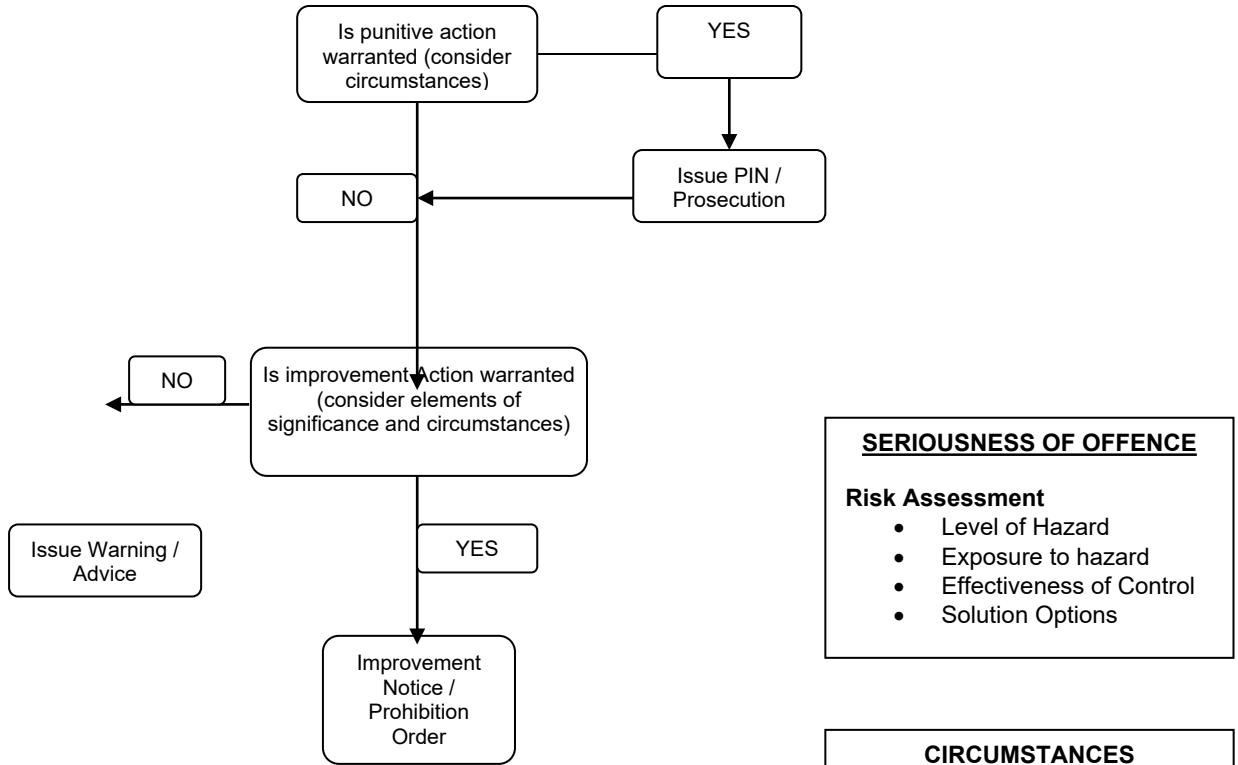 Is punitive action
warranted (consider
circumstances)
YES
Issue PIN /
Prosecution
NO
NO
Is improvement Action warranted
(consider elements of
significance and circumstances)
Issue Warning /
Advice
YES
Improvement
Notice /
Prohibition
Order
SERIOUSNESS OF OFFENCE
Risk Assessment
• Level of Hazard
• Exposure to hazard
• Effectiveness of Control
• Solution Options
CIRCUMSTANCES